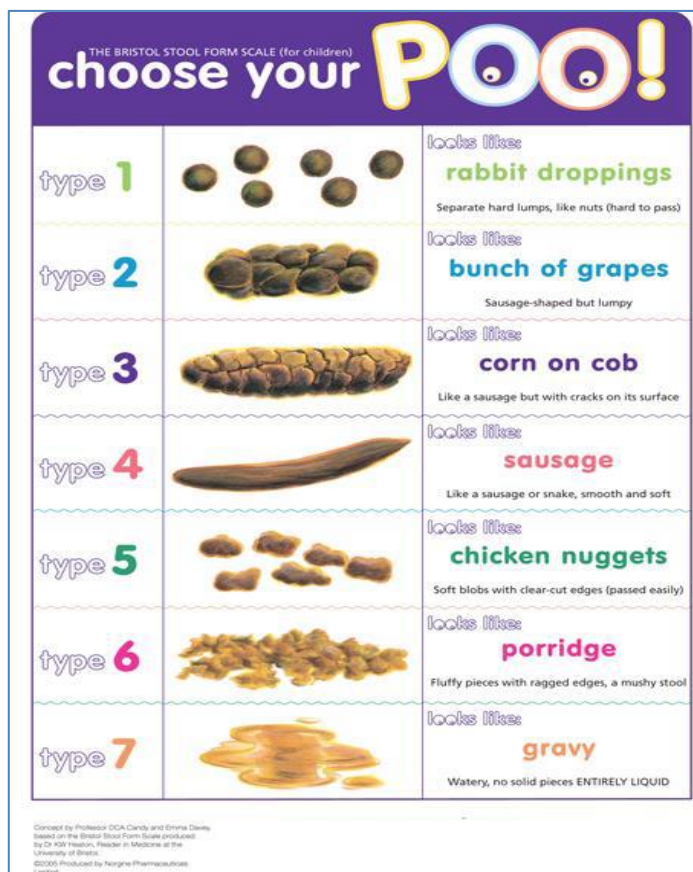 THE BRISTOL STOOL FORM SCALE (for children)
choose your POO!
type 1
looks like:
rabbit droppings
Separate hard lumps, like nuts (hard to pass)
type 2
looks like:
bunch of grapes
Sausage-shaped but lumpy
type 3
looks like:
corn on cob
Like a sausage but with cracks on its surface
type 4
looks like:
sausage
Like a sausage or snake, smooth and soft
type 5
looks like:
chicken nuggets
Soft blobs with clear-cut edges (passed easily)
type 6
looks like:
porridge
Fluffy pieces with ragged edges, a mushy stool
type 7
looks like:
gravy
Watery, no solid pieces ENTIRELY LIQUID
Concept by Professor DCA Candy and Emma Davey,
based on the Bristol Stool Form Scale produced
by Dr KW Heaton, Reader in Medicine at the
University of Bristol.
©2005 Produced by Norgine Pharmaceuticals
Limited